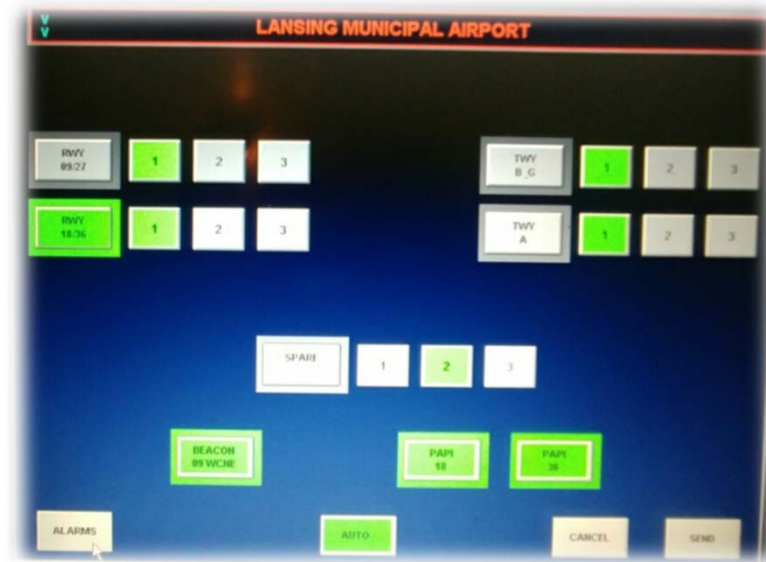 LANSING MUNICIPAL AIRPORT
RWY
09/27
1
2
3
TWY
B_G
1
2
3
RWY
18/36
1
2
3
TWY
A
1
2
3
SPARE
1
2
3
BEACON
09 WCNE
PAPI
18
PAPI
36
ALARMS
AUTO
CANCEL
SEND